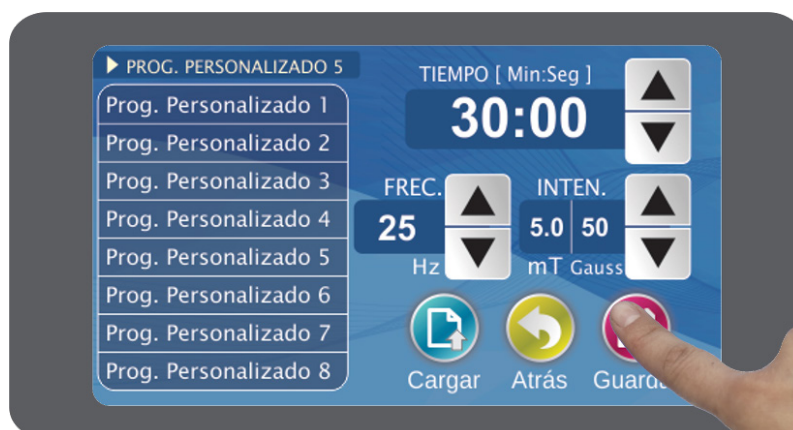 PROG. PERSONALIZADO 5
Prog. Personalizado 1
Prog. Personalizado 2
Prog. Personalizado 3
Prog. Personalizado 4
Prog. Personalizado 5
Prog. Personalizado 6
Prog. Personalizado 7
Prog. Personalizado 8
TIEMPO [ Min:Seg ]
30:00
FREC.
25
Hz
INTEN.
5.0 50
mT Gauss
Cargar Atrás